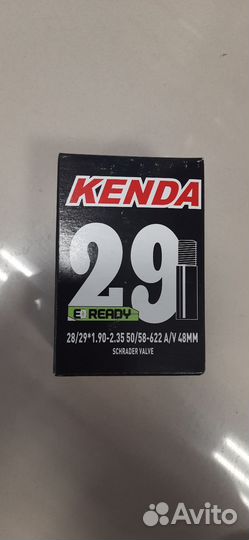 KENDA
29
E READY
28/29*1.90-2.35 50/58-622 A/V 48MM
SCHRADER VALVE
Avito